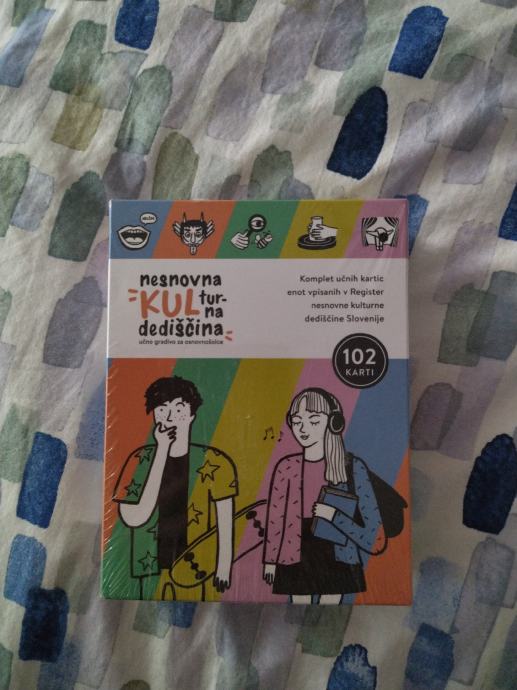 nesnovna
KUL tur-
na
dediščina
učno gradivo za osnovnošolce
Komplet učnih kartic
enot vpisanih v Register
nesnovne kulturne
dediščine Slovenije
102
KARTI